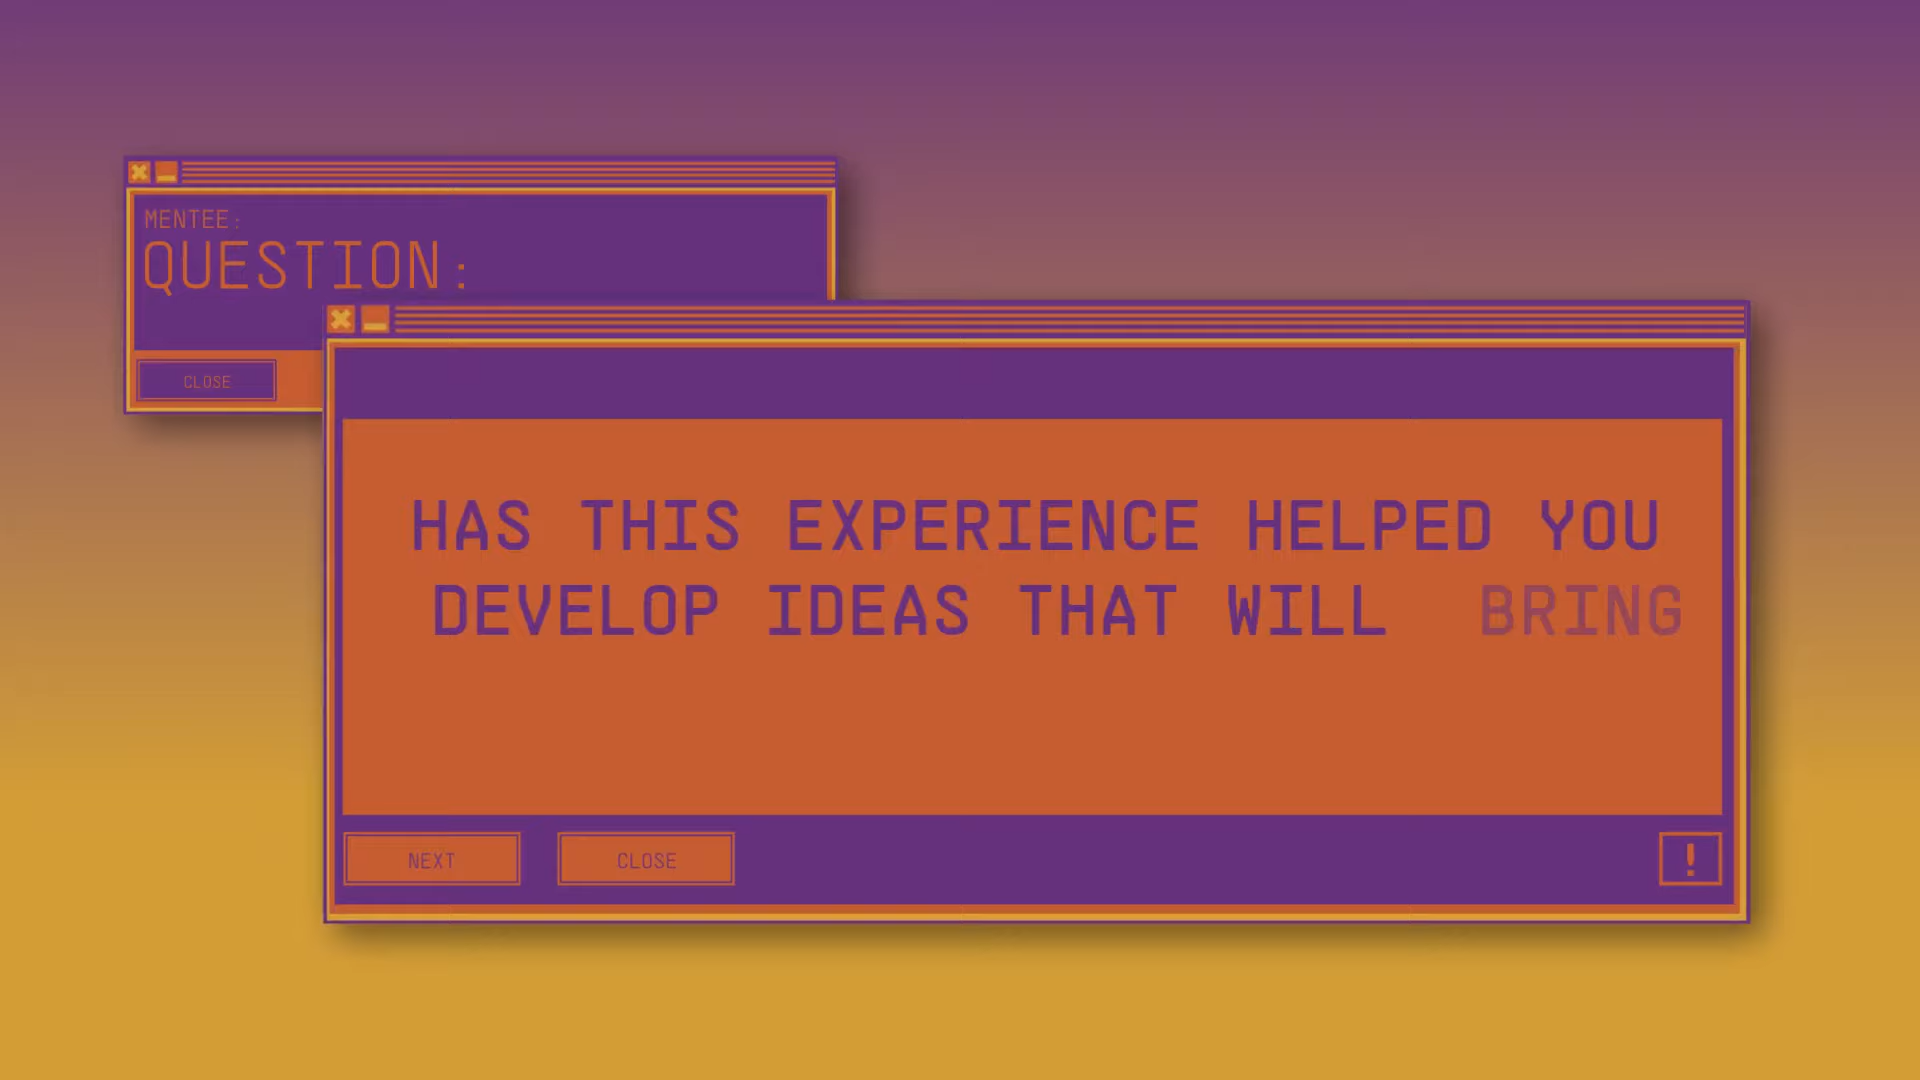 MENTEE:
QUESTION:
CLOSE
HAS THIS EXPERIENCE HELPED YOU
DEVELOP IDEAS THAT WILL BRING
NEXT
CLOSE
!